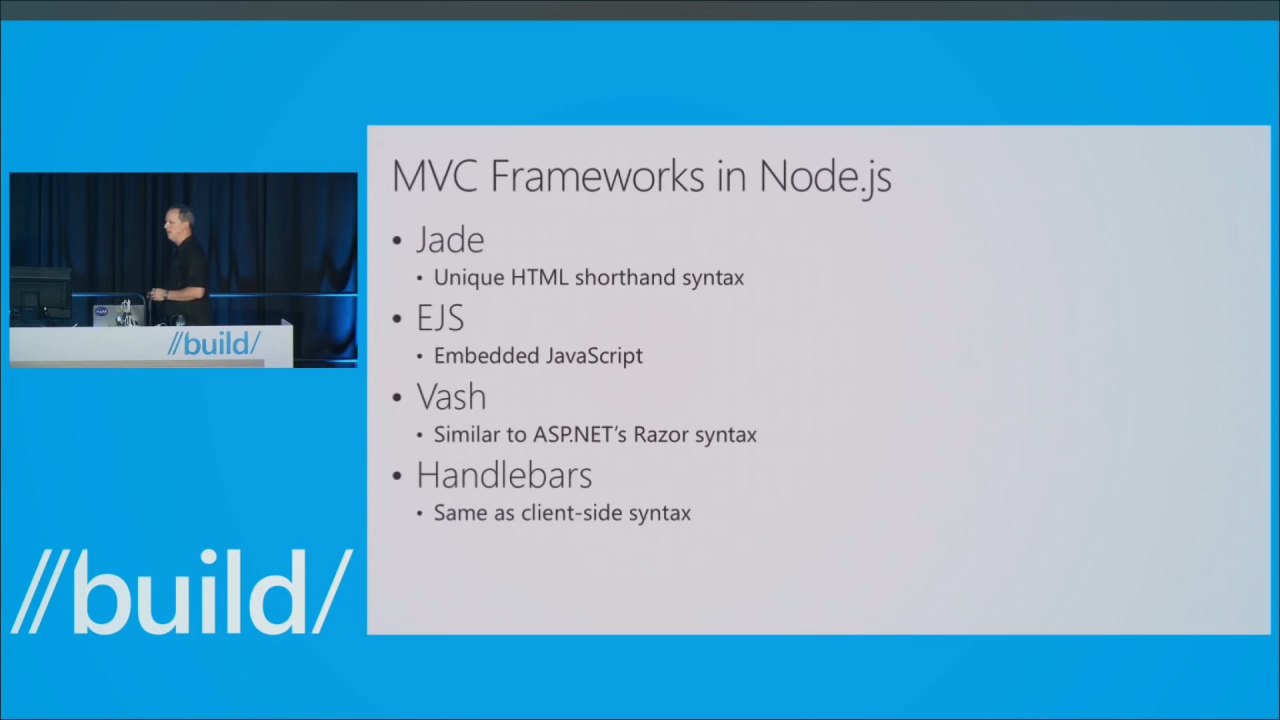 MVC Frameworks in Node.js
• Jade
• Unique HTML shorthand syntax
• EJS
• Embedded JavaScript
• Vash
• Similar to ASP.NET's Razor syntax
• Handlebars
• Same as client-side syntax
//build/
//build/